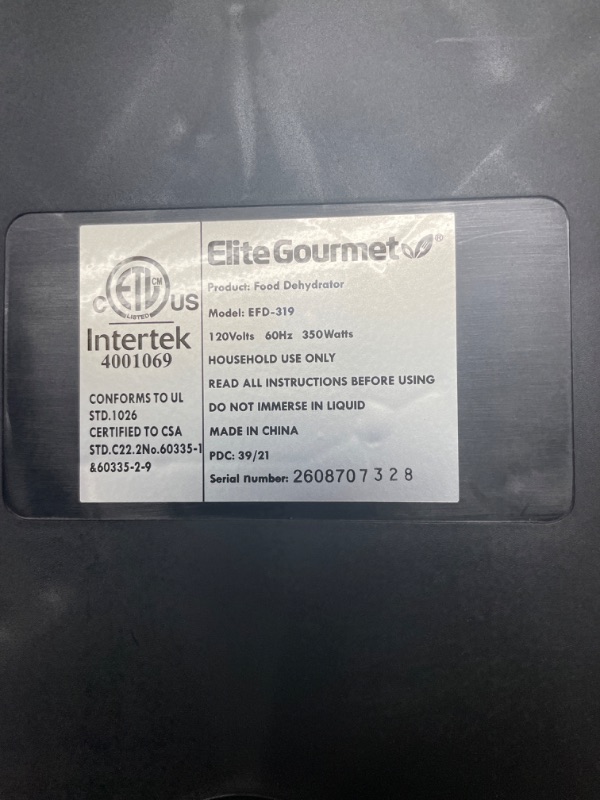 C ETL CM US
LISTED
Intertek
4001069
CONFORMS TO UL
STD.1026
CERTIFIED TO CSA
STD.C22.2No.60335-1
&60335-2-9
Elite Gourmet®
Product: Food Dehydrator
Model: EFD-319
120Volts 60Hz 350Watts
HOUSEHOLD USE ONLY
READ ALL INSTRUCTIONS BEFORE USING
DO NOT IMMERSE IN LIQUID
MADE IN CHINA
PDC: 39/21
Serial number: 2608707328